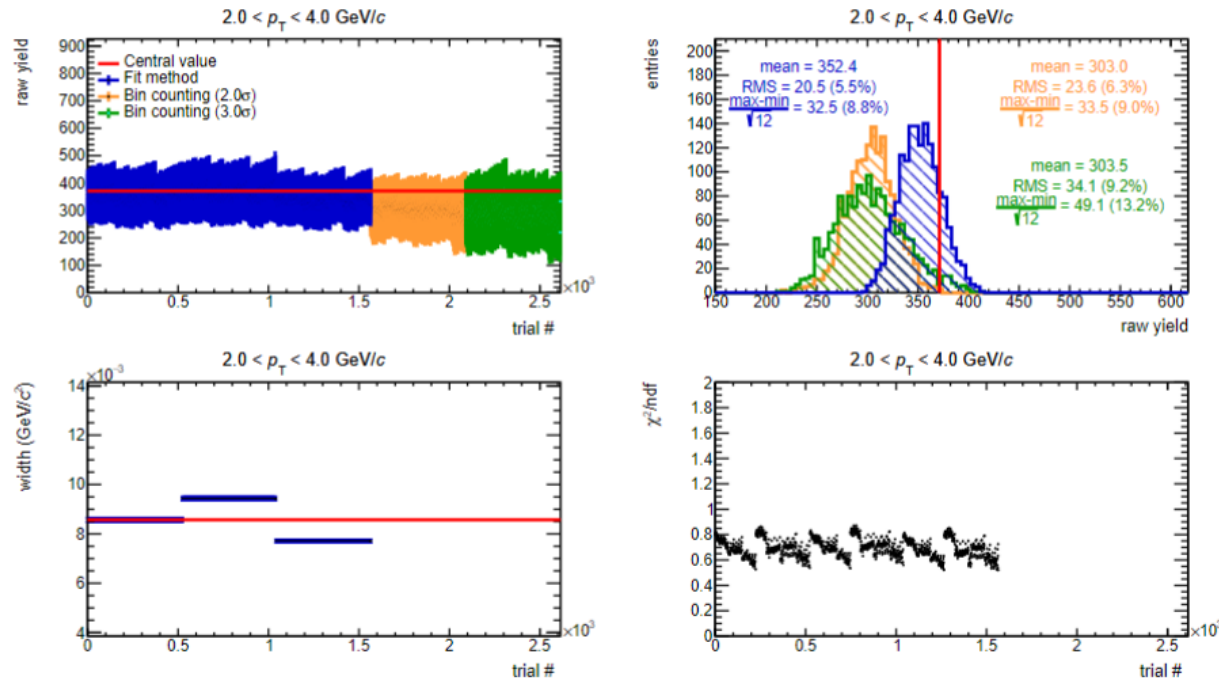 2.0 < pT < 4.0 GeV/c
raw yield
900
800
700
600
500
400
300
200
100
0
Central value
Fit method
Bin counting (2.0σ)
Bin counting (3.0σ)
0 0.5 1 1.5 2 2.5 ×10³
trial #
2.0 < pT < 4.0 GeV/c
entries
200
180
160
140
120
100
80
60
40
20
0
mean = 352.4
RMS = 20.5 (5.5%)
max-min/√12 = 32.5 (8.8%)
mean = 303.0
RMS = 23.6 (6.3%)
max-min/√12 = 33.5 (9.0%)
mean = 303.5
RMS = 34.1 (9.2%)
max-min/√12 = 49.1 (13.2%)
150 200 250 300 350 400 450 500 550 600
raw yield
2.0 < pT < 4.0 GeV/c
width (GeV/c²)
14 ×10⁻³
12
10
8
6
4
0 0.5 1 1.5 2 2.5 ×10³
trial #
2.0 < pT < 4.0 GeV/c
χ²/ndf
2
1.8
1.6
1.4
1.2
1
0.8
0.6
0.4
0.2
0
0 0.5 1 1.5 2 2.5
trial #